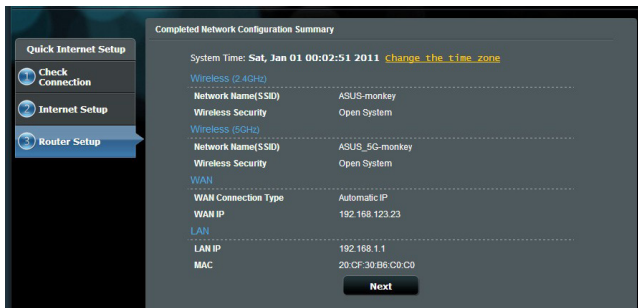 Completed Network Configuration Summary
Quick Internet Setup
1 Check Connection
2 Internet Setup
3 Router Setup
System Time: Sat, Jan 01 00:02:51 2011 Change the time zone
Wireless (2.4GHz)
Network Name(SSID) ASUS-monkey
Wireless Security Open System
Wireless (5GHz)
Network Name(SSID) ASUS_5G-monkey
Wireless Security Open System
WAN
WAN Connection Type Automatic IP
WAN IP 192.168.123.23
LAN
LAN IP 192.168.1.1
MAC 20:CF:30:B6:C0:C0
Next